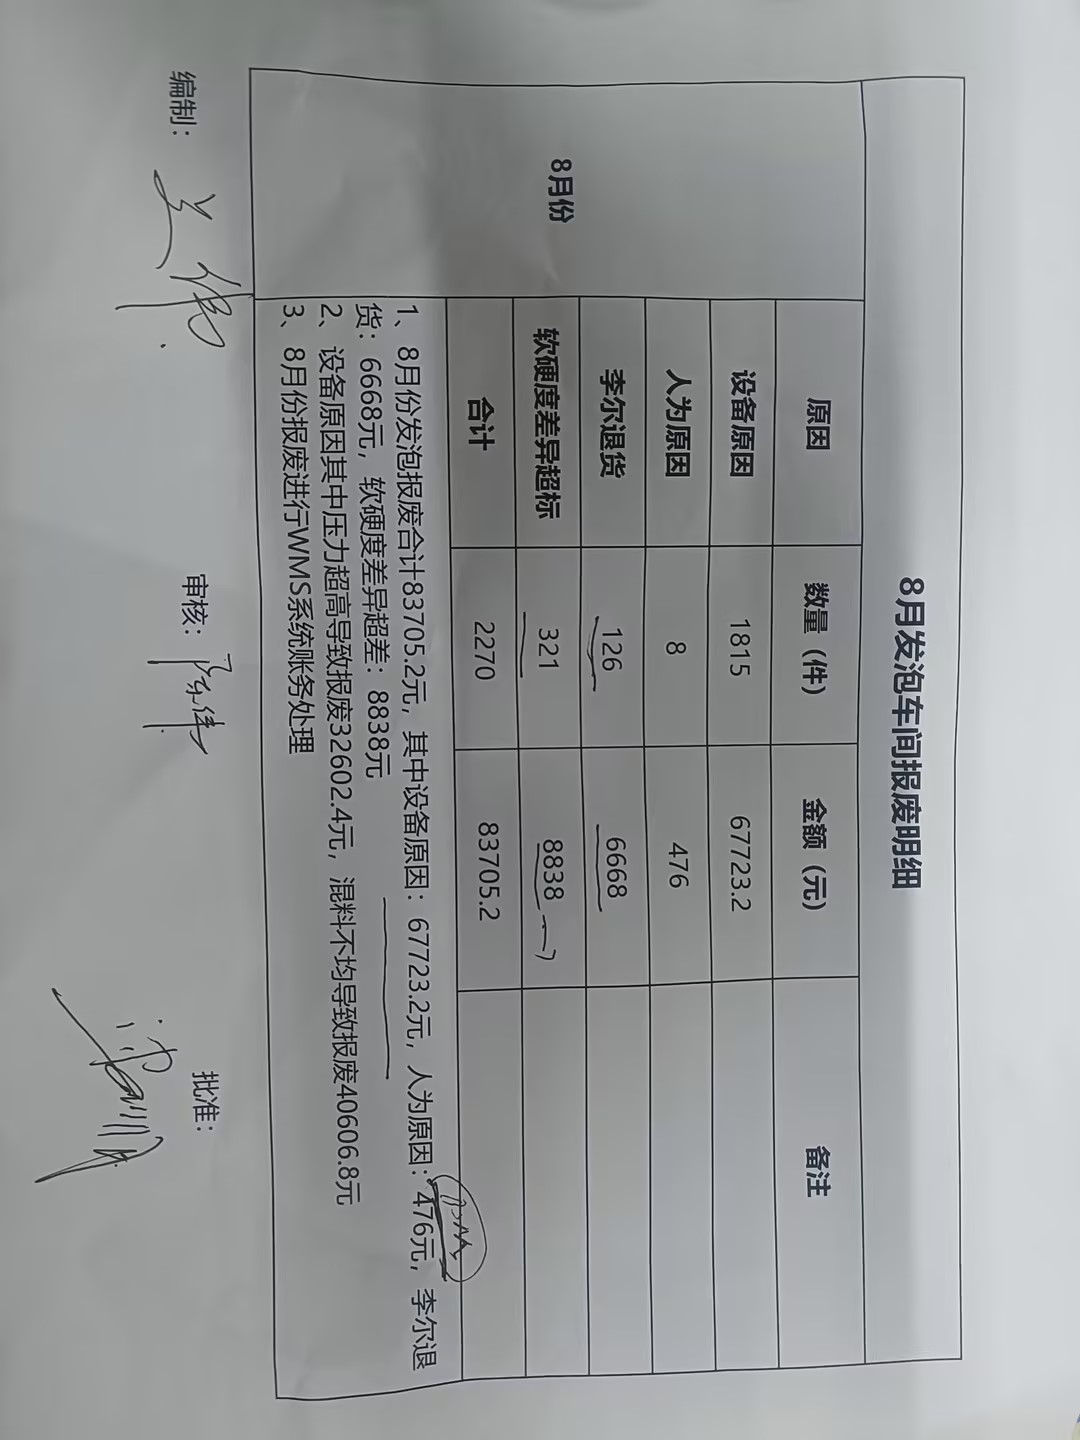 8月发泡车间报废明细
8月份
原因 数量（件） 金额（元） 备注
设备原因 1815 67723.2
人为原因 8 476
李尔退货 126 6668
软硬度差异超标 321 8838
合计 2270 83705.2
1、8月份发泡报废合计83705.2元，其中设备原因：67723.2元，人为原因：476元，李尔退
货：6668元，软硬度差异超差：8838元
2、设备原因其中压力超高导致报废32602.4元，混料不均导致报废40606.8元
3、8月份报废进行WMS系统账务处理
编制：
审核：
批准：